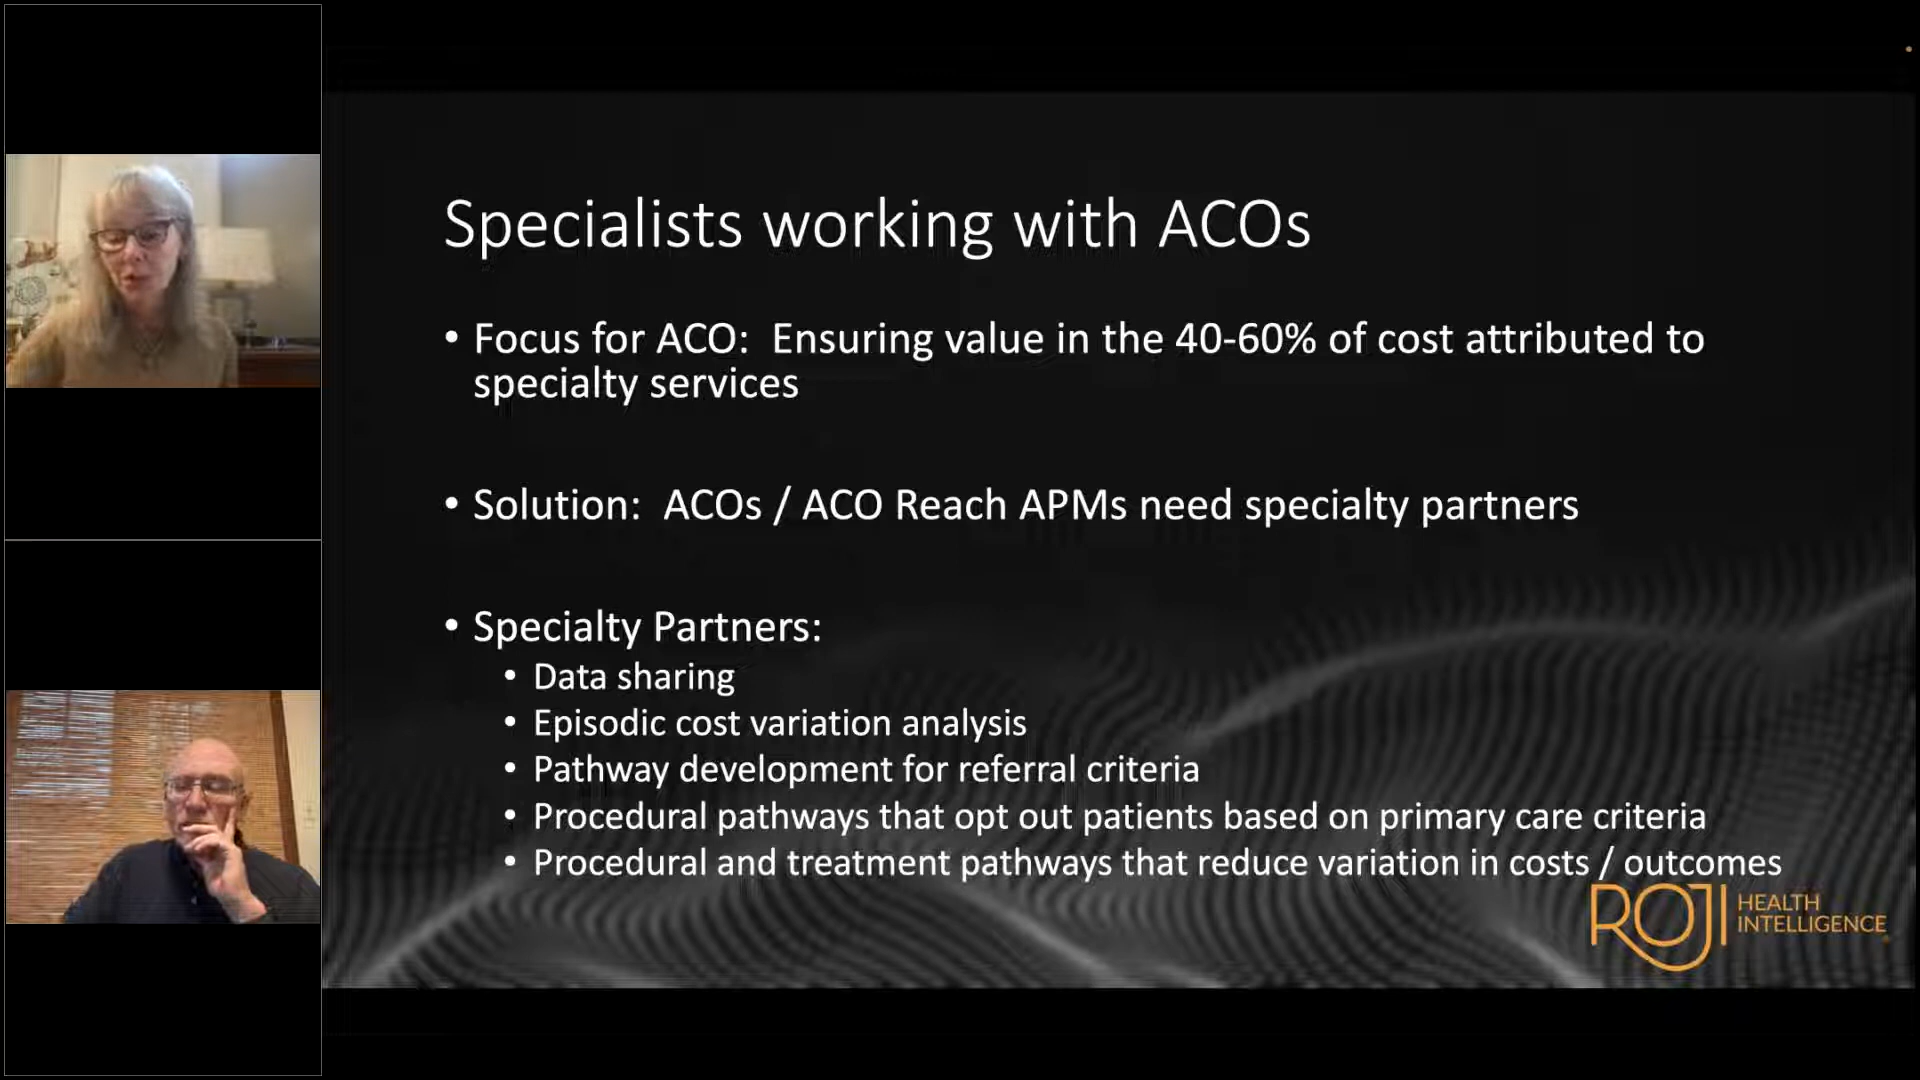 Specialists working with ACOs
• Focus for ACO: Ensuring value in the 40-60% of cost attributed to
specialty services
• Solution: ACOs / ACO Reach APMs need specialty partners
• Specialty Partners:
• Data sharing
• Episodic cost variation analysis
• Pathway development for referral criteria
• Procedural pathways that opt out patients based on primary care criteria
• Procedural and treatment pathways that reduce variation in costs / outcomes
ROJI HEALTH
INTELLIGENCE